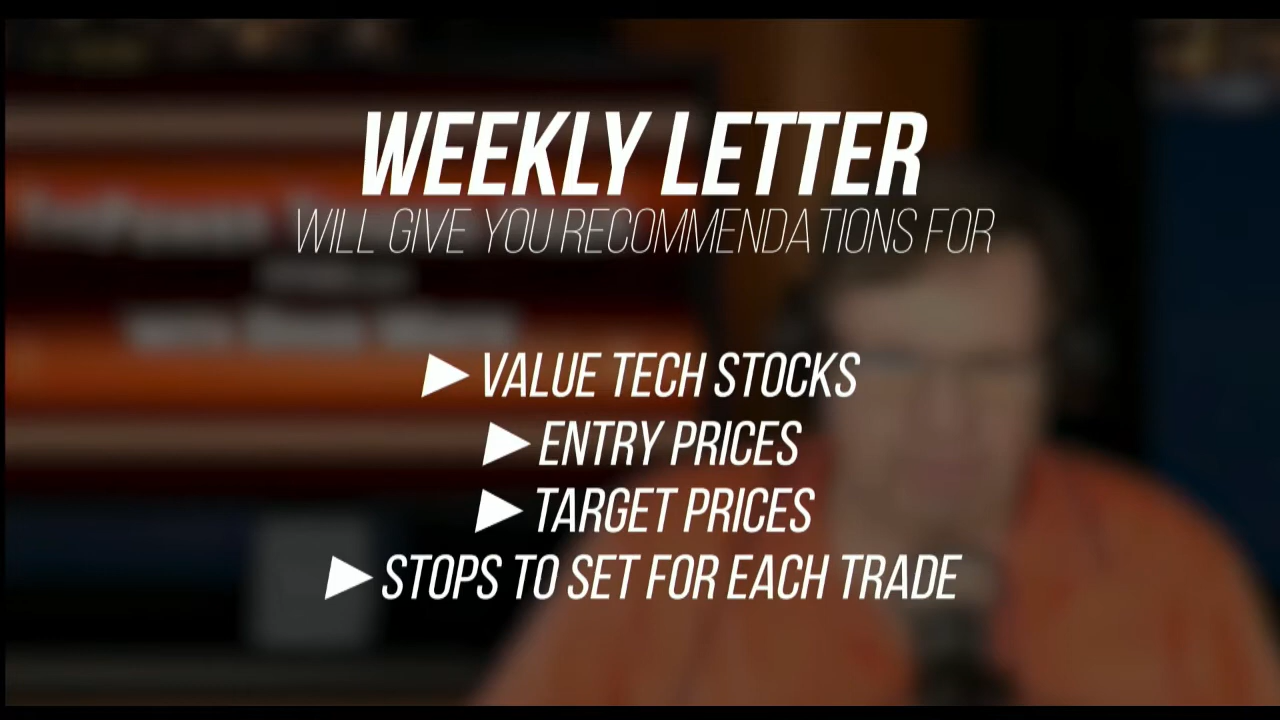 WEEKLY LETTER
WILL GIVE YOU RECOMMENDATIONS FOR
► VALUE TECH STOCKS
► ENTRY PRICES
► TARGET PRICES
► STOPS TO SET FOR EACH TRADE